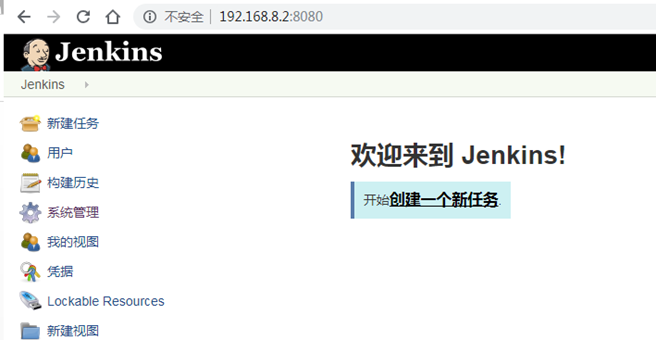 不安全 192.168.8.2:8080
Jenkins
Jenkins
新建任务
用户
构建历史
系统管理
我的视图
凭据
Lockable Resources
新建视图
欢迎来到 Jenkins!
开始创建一个新任务.